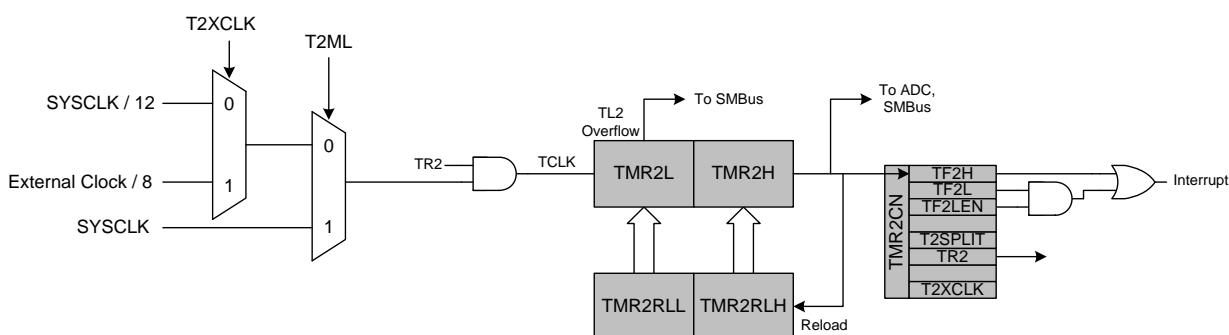 T2XCLK
T2ML
SYSCLK / 12
0
External Clock / 8
1
SYSCLK
0
1
TR2
TCLK
TL2
Overflow
To SMBus
TMR2L
TMR2H
To ADC,
SMBus
TMR2RLL
TMR2RLH
Reload
TMR2CN
TF2H
TF2L
TF2LEN
T2SPLIT
TR2
T2XCLK
Interrupt